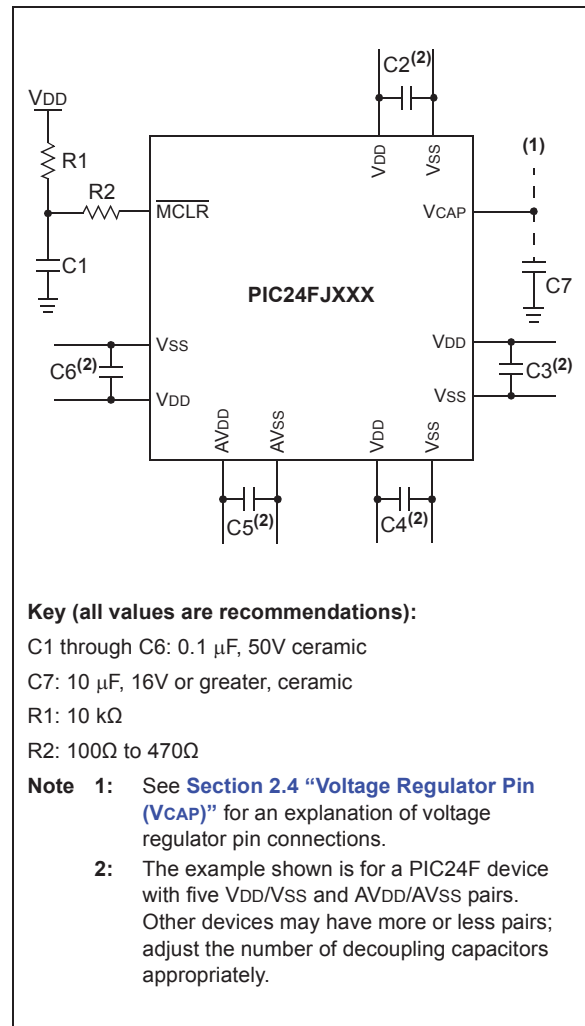 C2(2)
VDD
R1
R2
C1
MCLR
VDD
VSS
(1)
VCAP
C7
PIC24FJXXX
VSS
C6(2)
VDD
VDD
C3(2)
VSS
AVDD
AVSS
VDD
VSS
C5(2)
C4(2)
Key (all values are recommendations):
C1 through C6: 0.1 μF, 50V ceramic
C7: 10 μF, 16V or greater, ceramic
R1: 10 kΩ
R2: 100Ω to 470Ω
Note 1: See Section 2.4 “Voltage Regulator Pin
(VCAP)” for an explanation of voltage
regulator pin connections.
2: The example shown is for a PIC24F device
with five VDD/VSS and AVDD/AVSS pairs.
Other devices may have more or less pairs;
adjust the number of decoupling capacitors
appropriately.